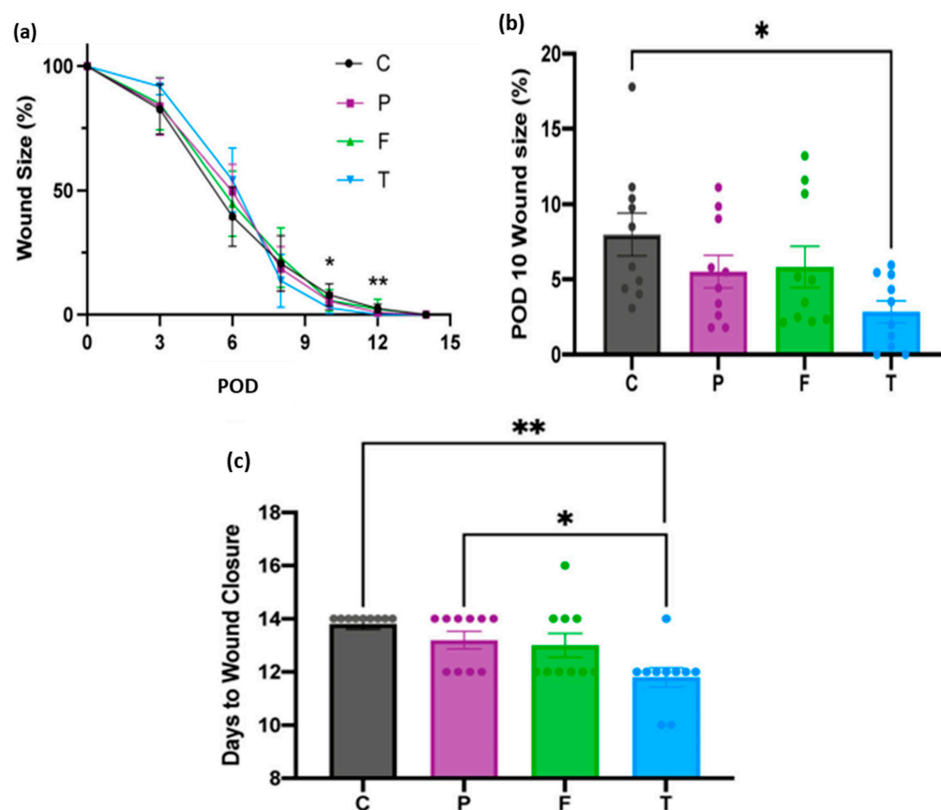 (a)
Wound Size (%)
100
50
0
C
P
F
T
*
**
0 3 6 9 12 15
POD
(b)
POD 10 Wound size (%)
*
20
15
10
5
0
C P F T
(c)
Days to Wound Closure
**
*
18
16
14
12
10
8
C P F T